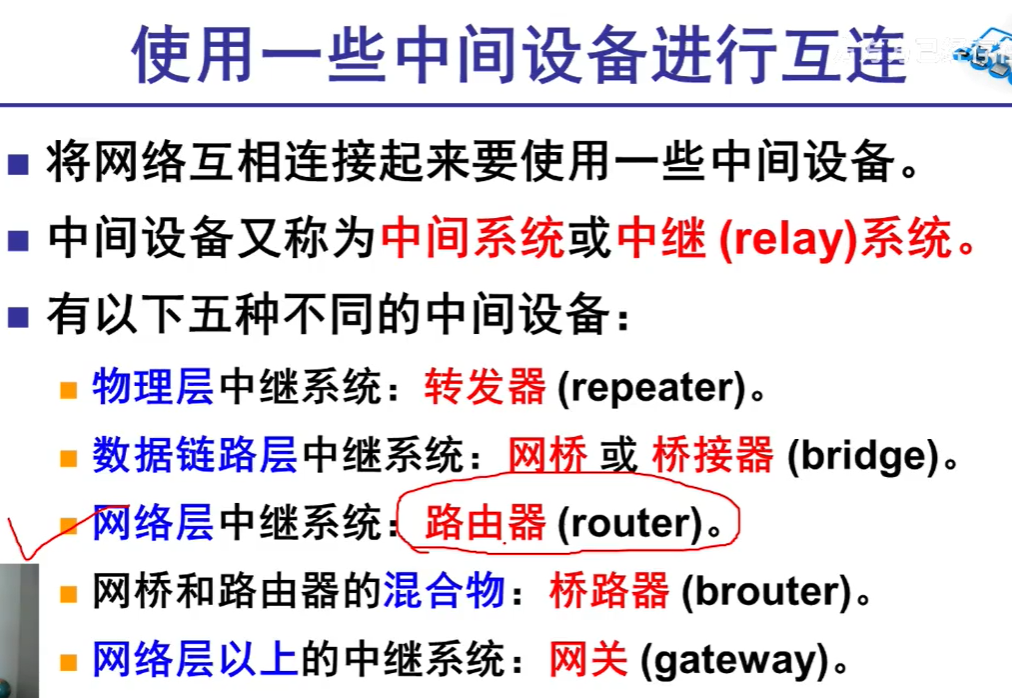 使用一些中间设备进行互连
将网络互相连接起来要使用一些中间设备。
中间设备又称为中间系统或中继 (relay)系统。
有以下五种不同的中间设备：
物理层中继系统：转发器 (repeater)。
数据链路层中继系统：网桥 或 桥接器 (bridge)。
网络层中继系统：路由器 (router)。
网桥和路由器的混合物：桥路器 (brouter)。
网络层以上的中继系统：网关 (gateway)。